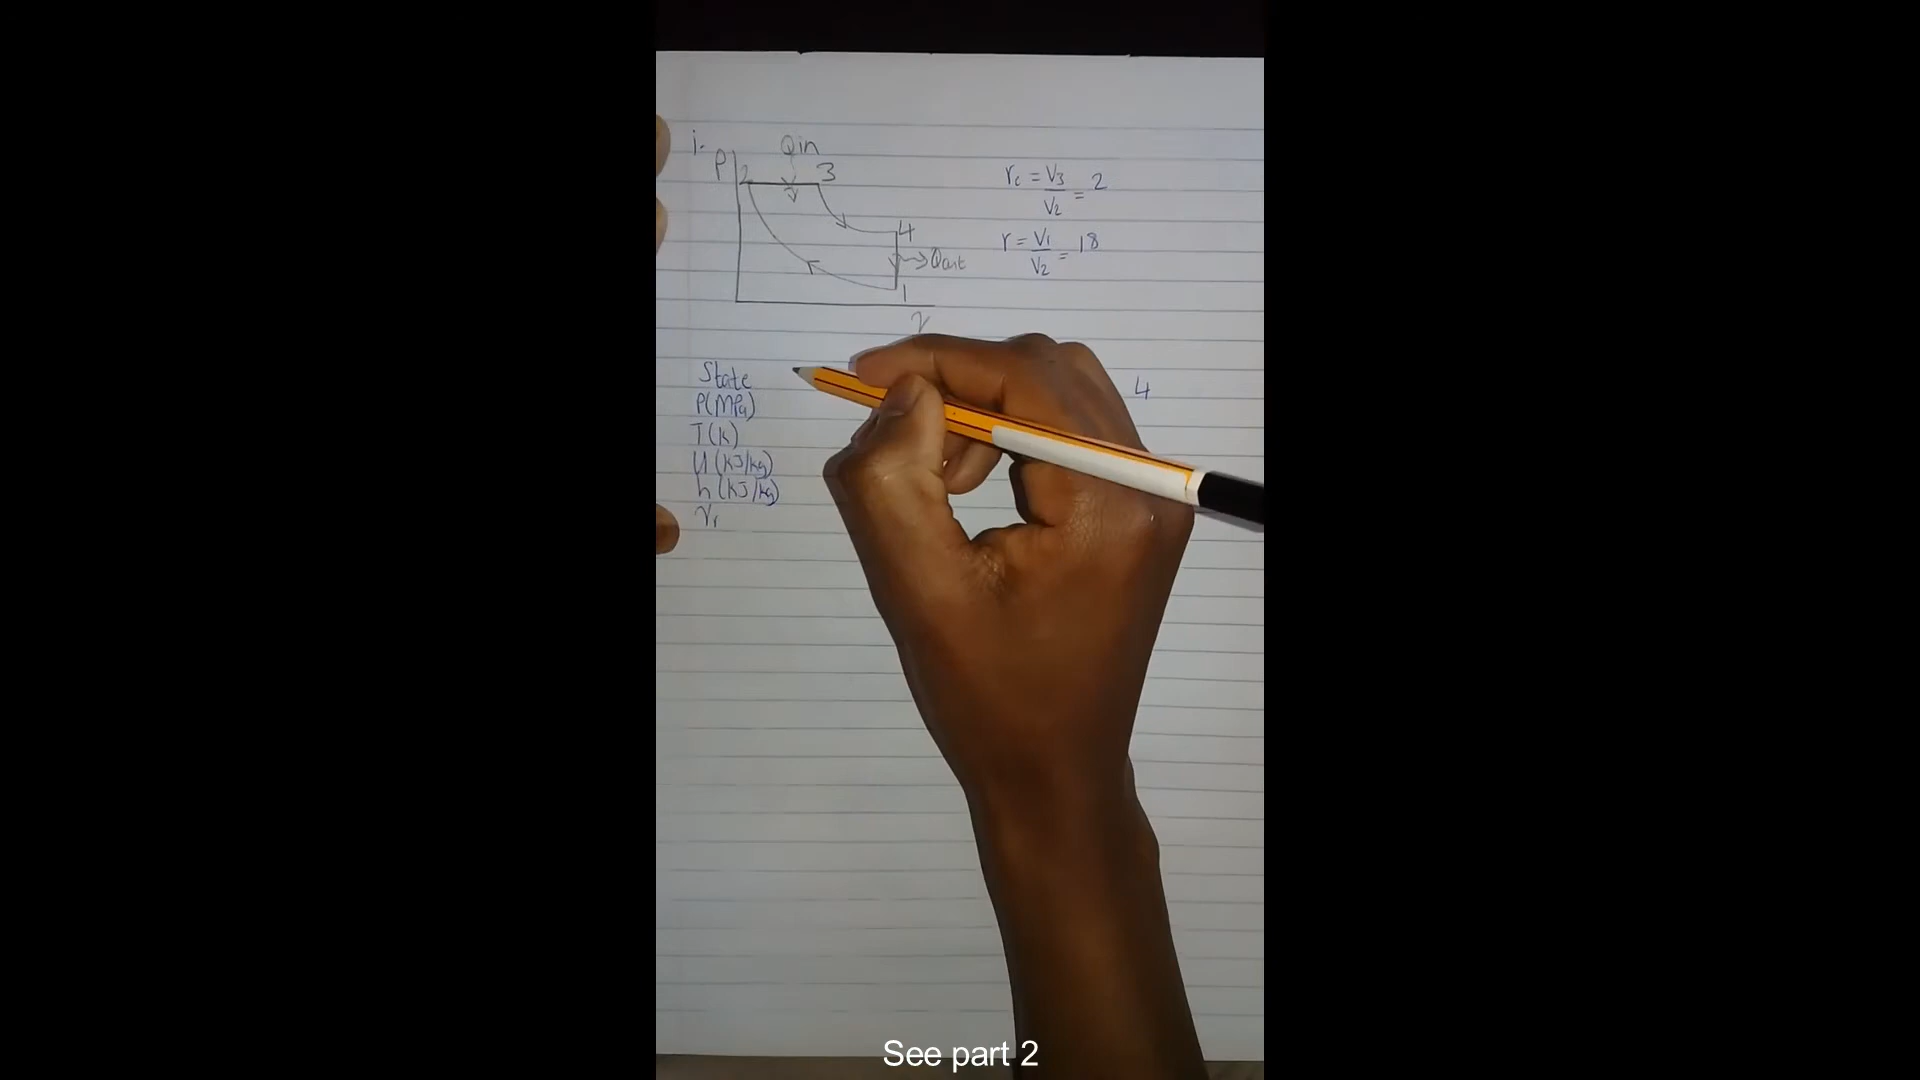 i.
Qin
P
2
3
4
Qout
1
V
rc = V3/V2 = 2
r = V1/V2 = 18
State 4
P(MPa)
T(K)
U(KJ/kg)
h(KJ/kg)
Vr
See part 2